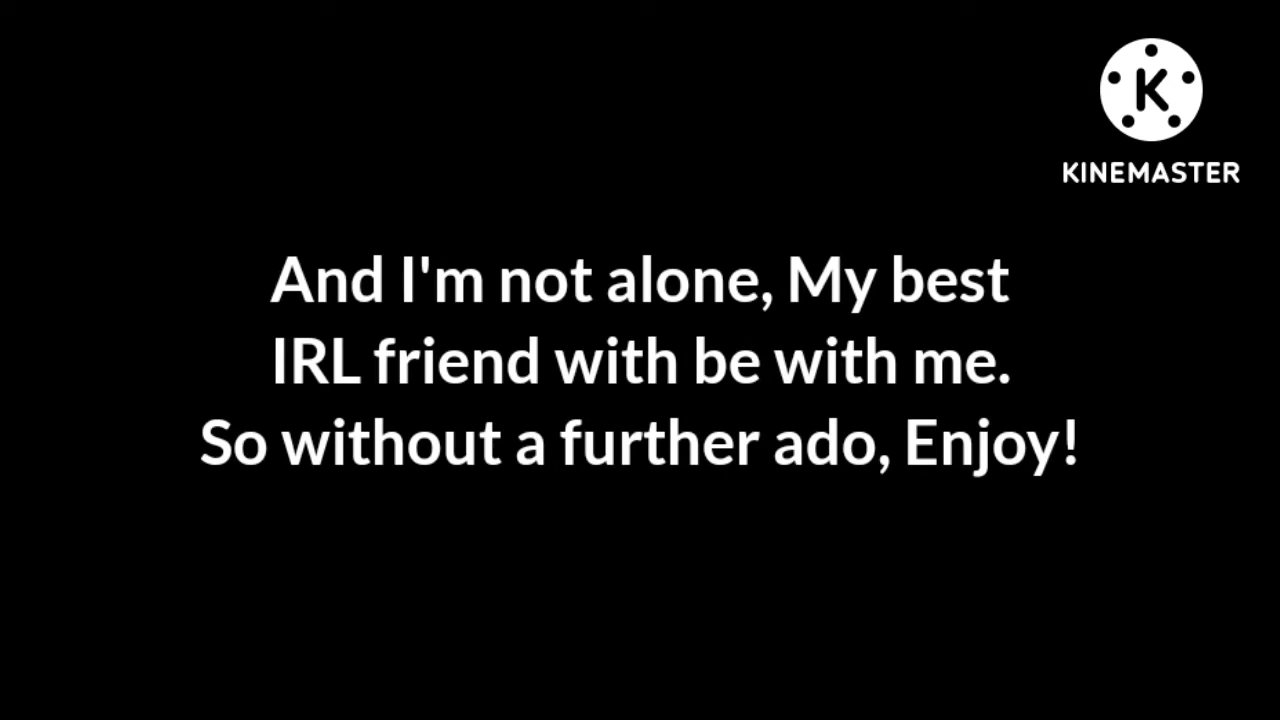 K
KINEMASTER
And I'm not alone, My best
IRL friend with be with me.
So without a further ado, Enjoy!